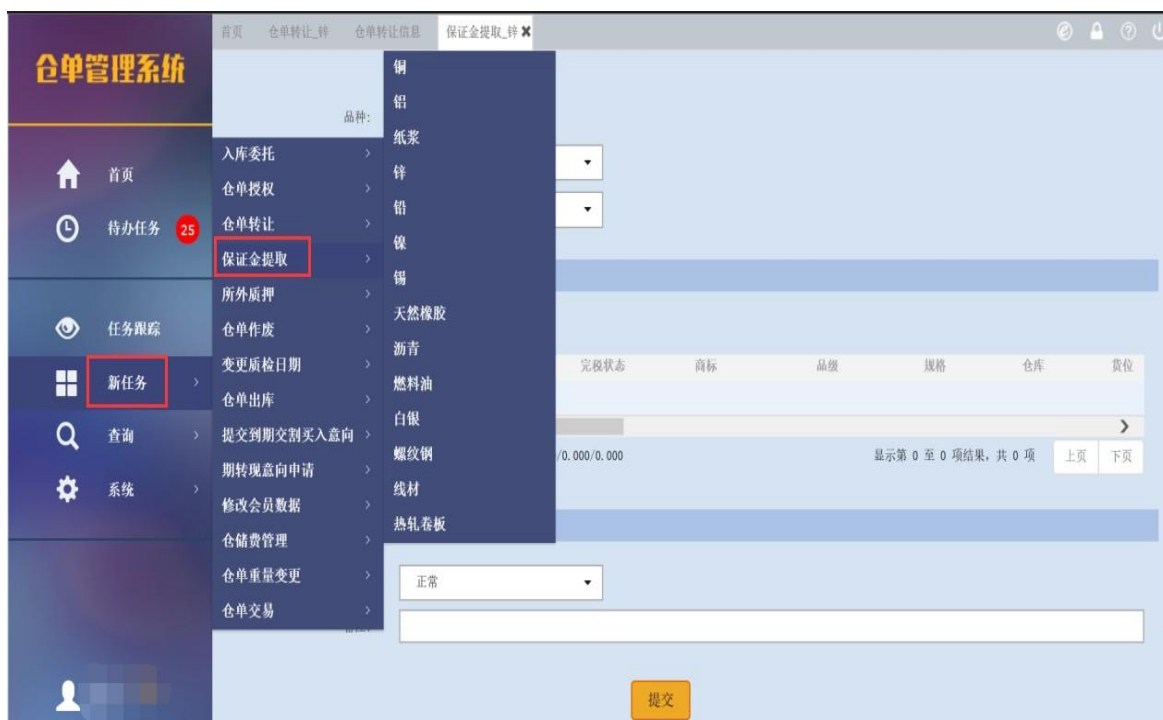 首页 仓单转让_锌 仓单转让信息 保证金提取_锌 ✖
仓单管理系统
首页
待办任务 25
任务跟踪
新任务
查询
系统
品种:
入库委托
仓单授权
仓单转让
保证金提取
所外质押
仓单作废
变更质检日期
仓单出库
提交到期交割买入意向
期转现意向申请
修改会员数据
仓储费管理
仓单重量变更
仓单交易
铜
铝
纸浆
锌
铅
镍
锡
天然橡胶
沥青
燃料油
白银
螺纹钢
线材
热轧卷板
完税状态 商标 品级 规格 仓库 货位
/0.000/0.000
显示第 0 至 0 项结果，共 0 项 上页 下页
正常
提交